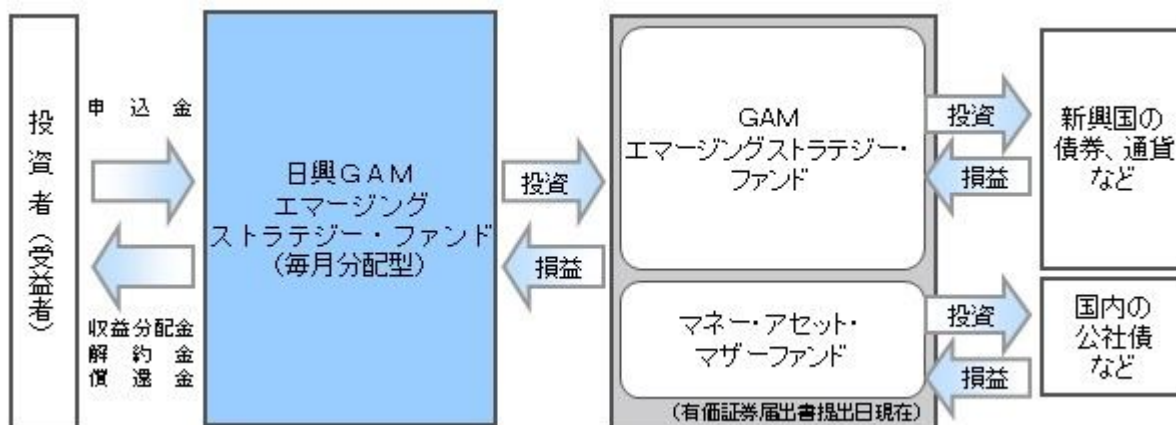 投資者（受益者）
申込金
収益分配金
解約金
償還金
日興ＧＡＭ
エマージング
ストラテジー・ファンド
（毎月分配型）
投資
損益
ＧＡＭ
エマージングストラテジー・
ファンド
マネー・アセット・
マザーファンド
（有価証券届出書提出日現在）
投資
損益
新興国の
債券、通貨
など
投資
損益
国内の
公社債
など